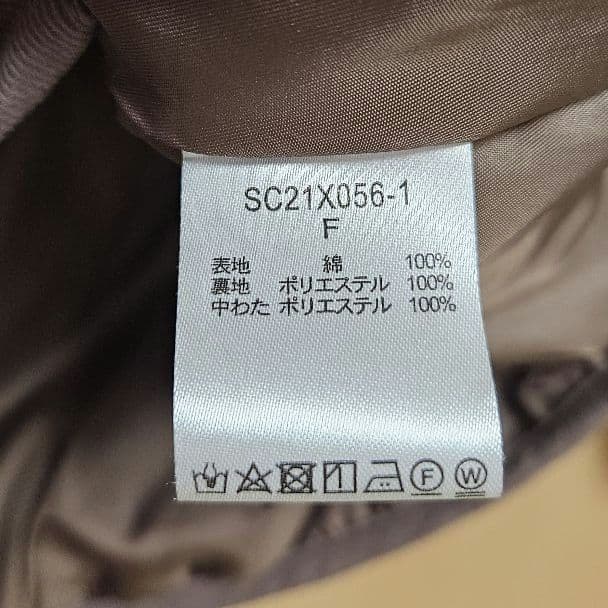 SC21X056-1
F
表地 綿 100%
裏地 ポリエステル 100%
中わた ポリエステル 100%
F W